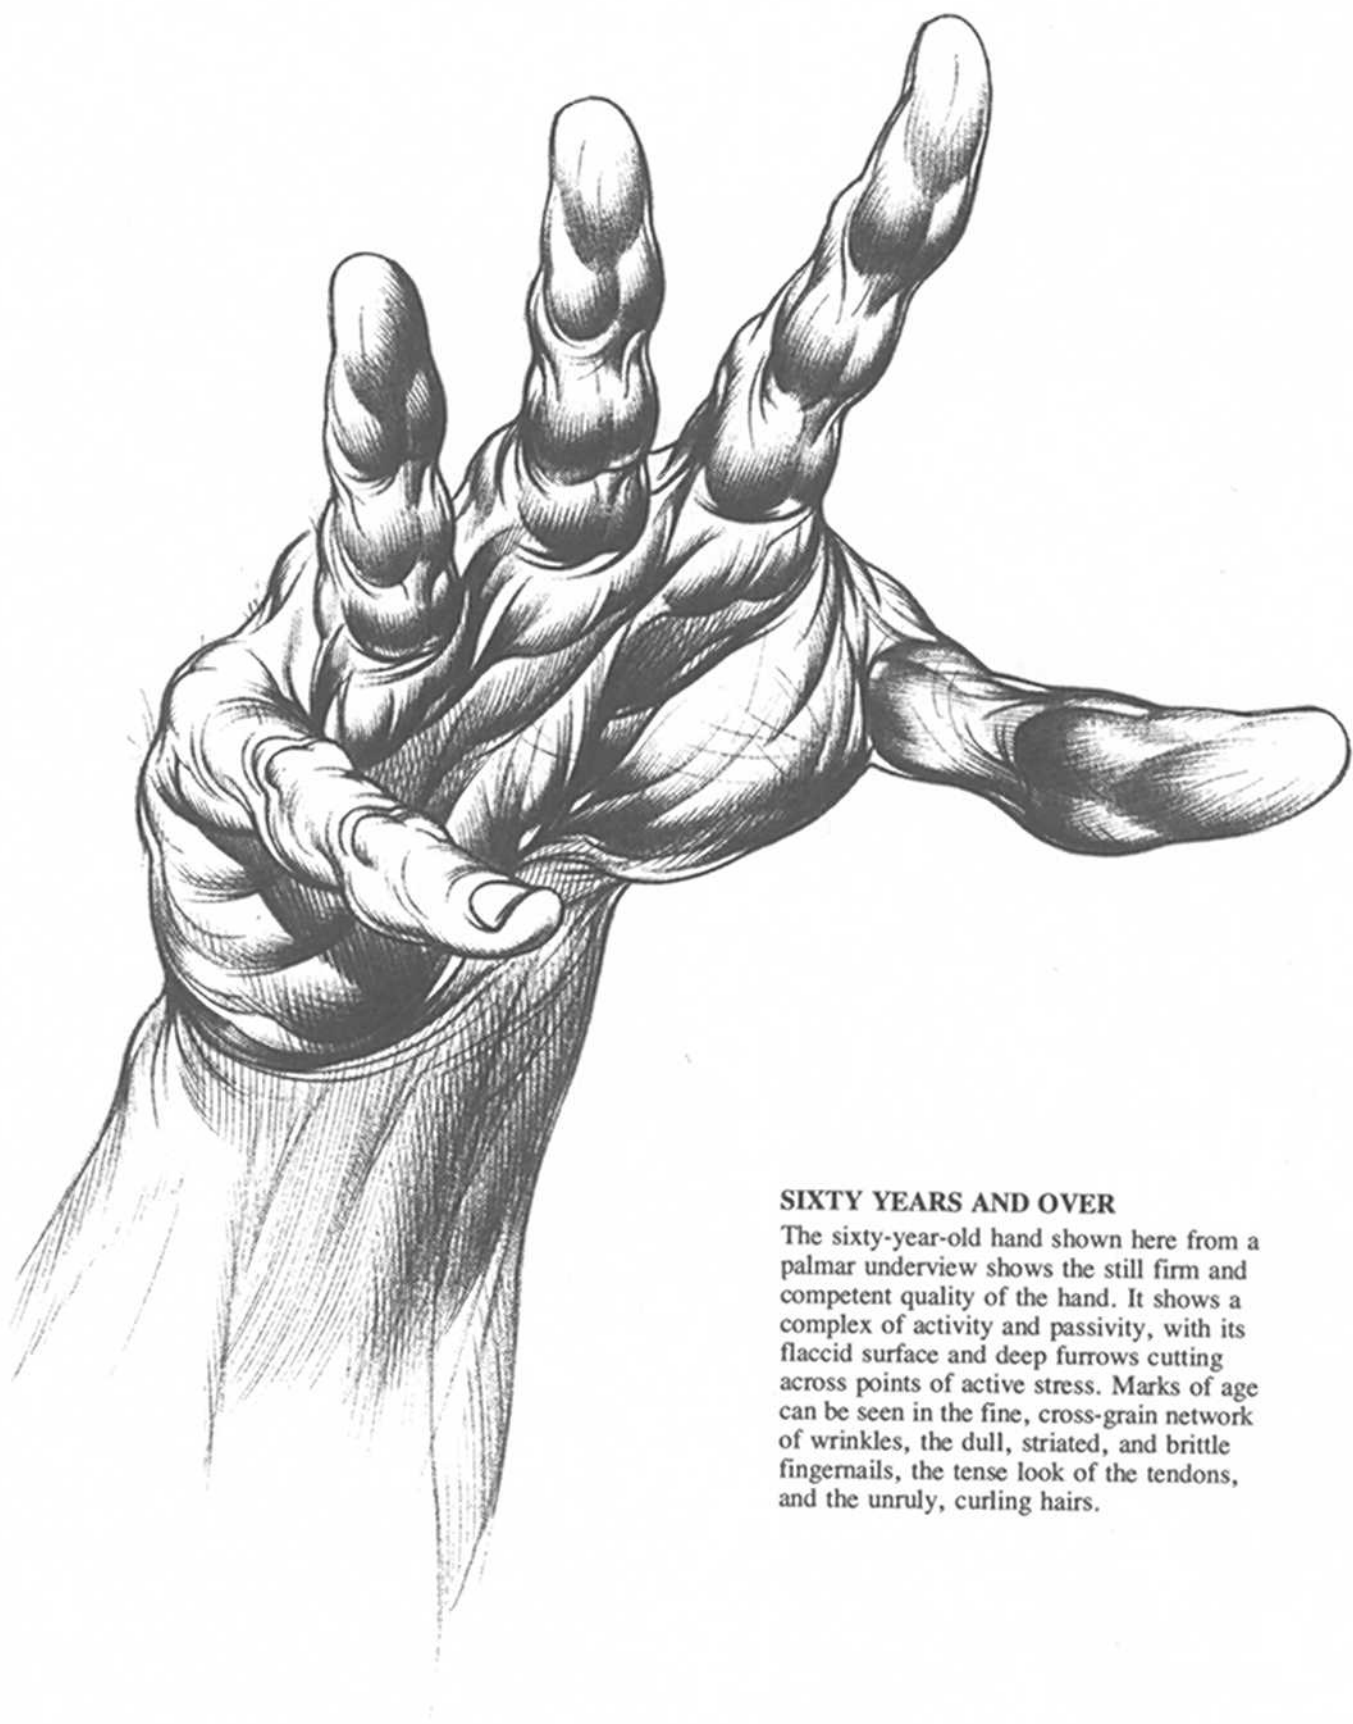 SIXTY YEARS AND OVER
The sixty-year-old hand shown here from a
palmar underview shows the still firm and
competent quality of the hand. It shows a
complex of activity and passivity, with its
flaccid surface and deep furrows cutting
across points of active stress. Marks of age
can be seen in the fine, cross-grain network
of wrinkles, the dull, striated, and brittle
fingernails, the tense look of the tendons,
and the unruly, curling hairs.